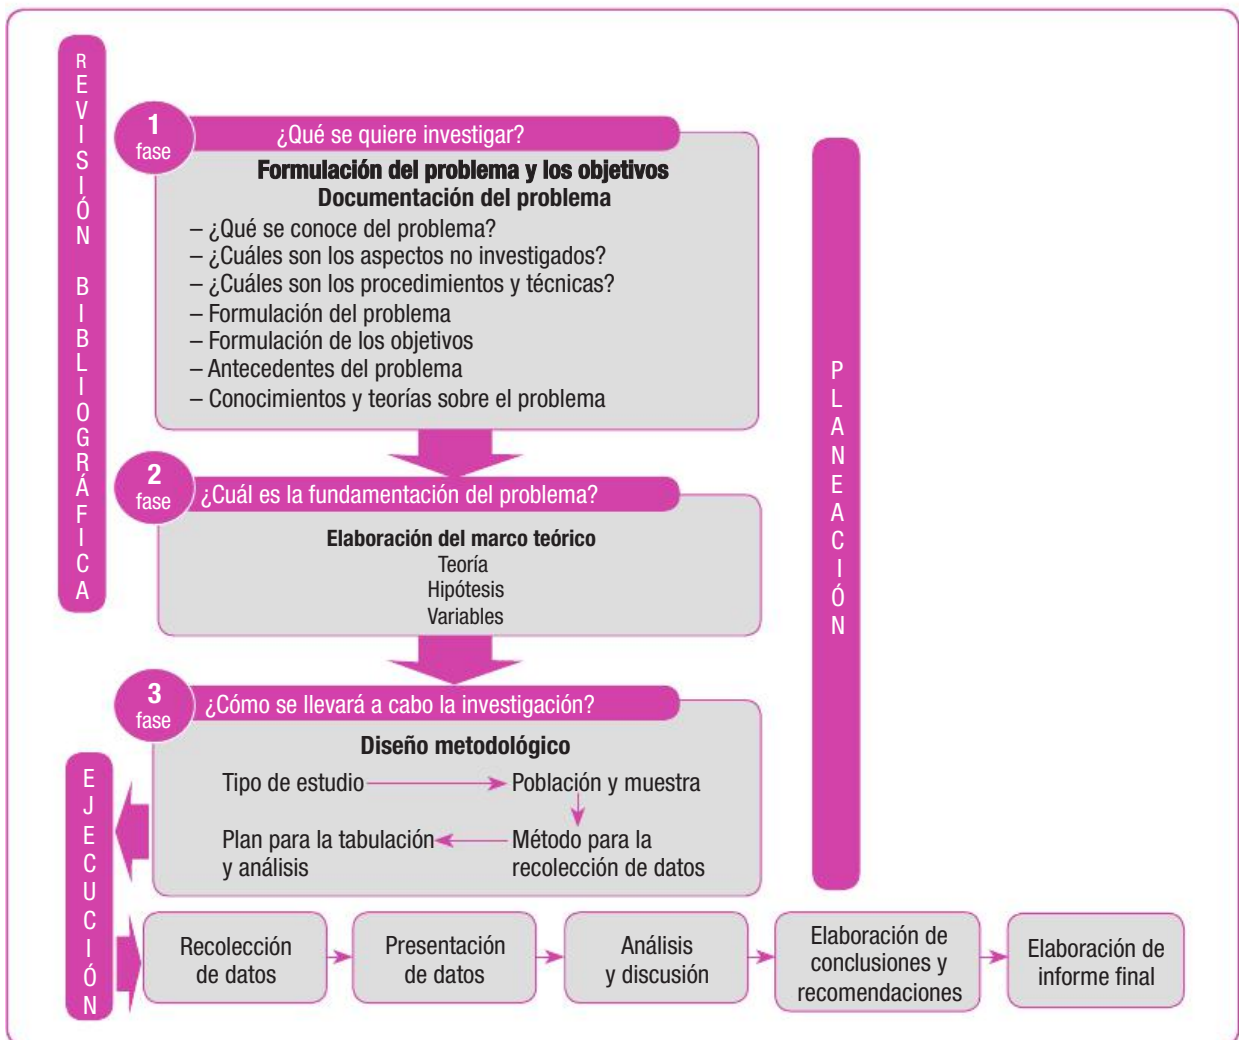 REVISIÓN BIBLIOGRÁFICA
1
fase
¿Qué se quiere investigar?
Formulación del problema y los objetivos
Documentación del problema
– ¿Qué se conoce del problema?
– ¿Cuáles son los aspectos no investigados?
– ¿Cuáles son los procedimientos y técnicas?
– Formulación del problema
– Formulación de los objetivos
– Antecedentes del problema
– Conocimientos y teorías sobre el problema
PLANEACIÓN
2
fase
¿Cuál es la fundamentación del problema?
Elaboración del marco teórico
Teoría
Hipótesis
Variables
3
fase
¿Cómo se llevará a cabo la investigación?
Diseño metodológico
Tipo de estudio
Población y muestra
Método para la
recolección de datos
Plan para la tabulación
y análisis
EJECUCIÓN
Recolección
de datos
Presentación
de datos
Análisis
y discusión
Elaboración de
conclusiones y
recomendaciones
Elaboración de
informe final